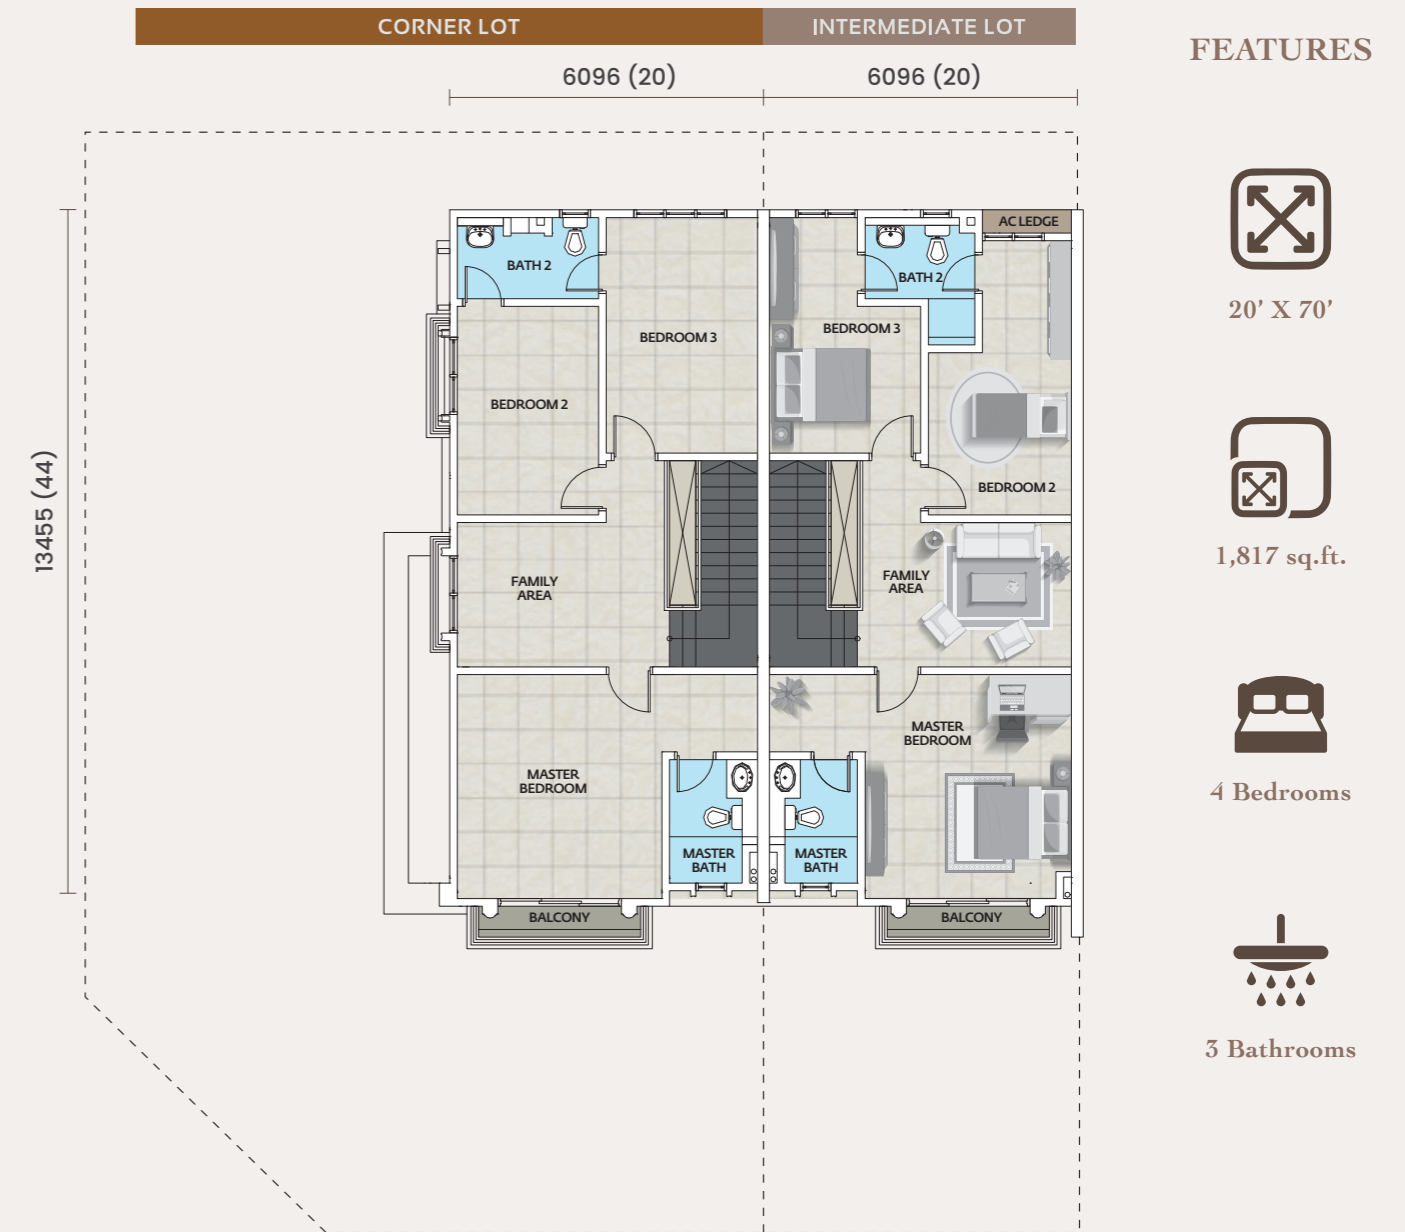 CORNER LOT
INTERMEDIATE LOT
6096 (20)
6096 (20)
13455 (44)
BATH 2
BEDROOM 3
BEDROOM 2
FAMILY
AREA
MASTER
BEDROOM
MASTER
BATH
BALCONY
AC LEDGE
BATH 2
BEDROOM 3
BEDROOM 2
FAMILY
AREA
MASTER
BEDROOM
MASTER
BATH
BALCONY
FEATURES
20’ X 70’
1,817 sq.ft.
4 Bedrooms
3 Bathrooms